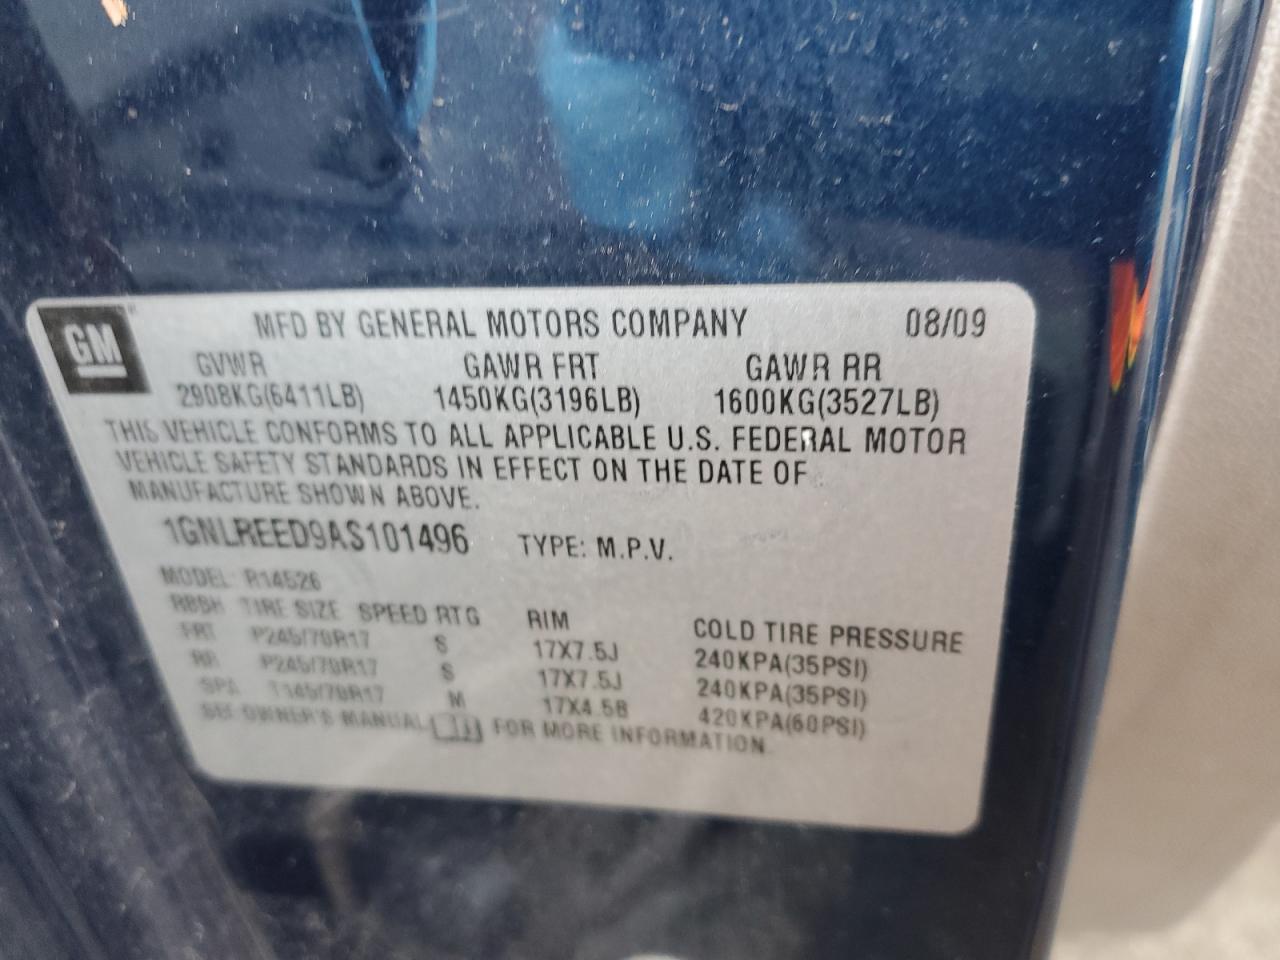 GM
MFD BY GENERAL MOTORS COMPANY 08/09
GVWR GAWR FRT GAWR RR
2908KG(6411LB) 1450KG(3196LB) 1600KG(3527LB)
THIS VEHICLE CONFORMS TO ALL APPLICABLE U.S. FEDERAL MOTOR
VEHICLE SAFETY STANDARDS IN EFFECT ON THE DATE OF
MANUFACTURE SHOWN ABOVE.
1GNLREED9AS101496 TYPE: M.P.V.
MODEL: R14526
TIRE SIZE SPEED RTG RIM COLD TIRE PRESSURE
FRT P245/70R17 S 17X7.5J 240KPA(35PSI)
RR P245/70R17 S 17X7.5J 240KPA(35PSI)
SPA T145/70R17 M 17X4.5B 420KPA(60PSI)
SEE OWNER'S MANUAL FOR MORE INFORMATION